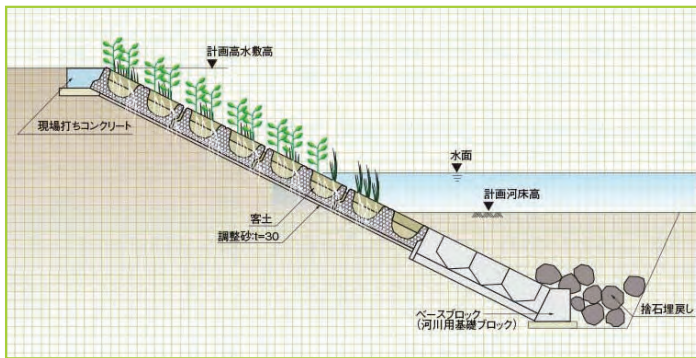 計画高水敷高
現場打ちコンクリート
水面
計画河床高
客土
調整砂:t=30
ベースブロック
(河川用基礎ブロック)
捨石埋戻し